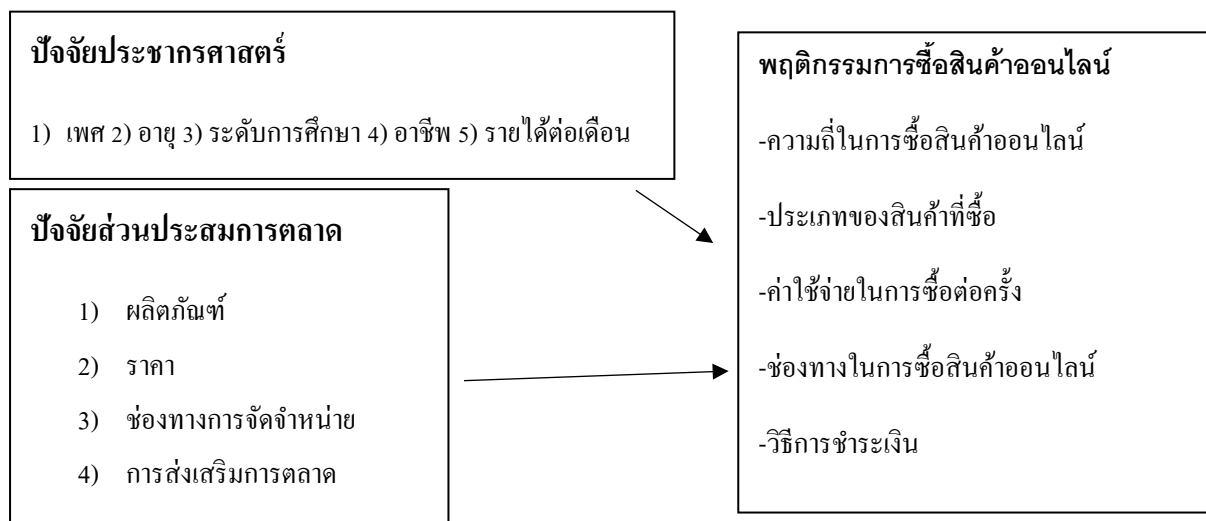 ปัจจัยประชากรศาสตร์
1) เพศ 2) อายุ 3) ระดับการศึกษา 4) อาชีพ 5) รายได้ต่อเดือน
ปัจจัยส่วนประสมการตลาด
1) ผลิตภัณฑ์
2) ราคา
3) ช่องทางการจัดจำหน่าย
4) การส่งเสริมการตลาด
พฤติกรรมการซื้อสินค้าออนไลน์
-ความถี่ในการซื้อสินค้าออนไลน์
-ประเภทของสินค้าที่ซื้อ
-ค่าใช้จ่ายในการซื้อต่อครั้ง
-ช่องทางในการซื้อสินค้าออนไลน์
-วิธีการชำระเงิน